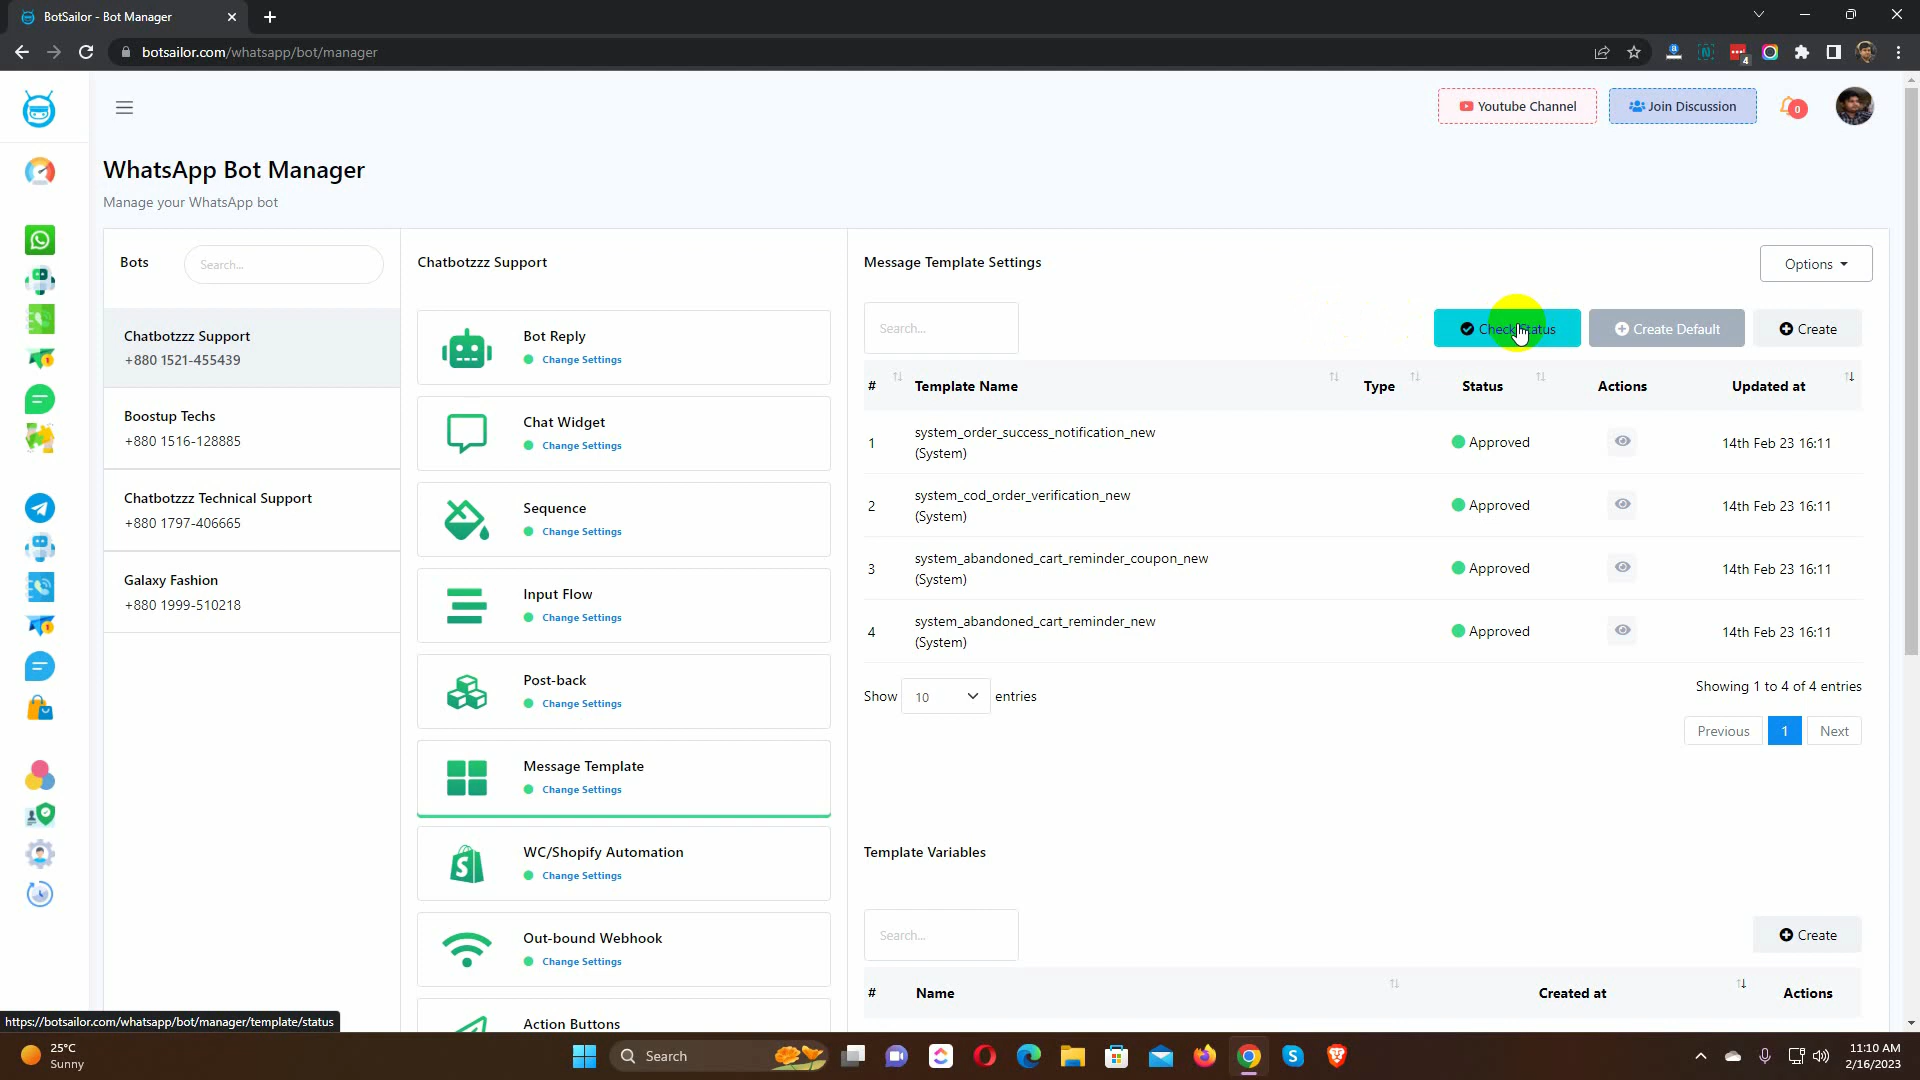 BotSailor - Bot Manager
botsailor.com/whatsapp/bot/manager
4
Youtube Channel
Join Discussion
0
WhatsApp Bot Manager
Manage your WhatsApp bot
Bots
Search...
Chatbotzzz Support
+880 1521-455439
Boostup Techs
+880 1516-128885
Chatbotzzz Technical Support
+880 1797-406665
Galaxy Fashion
+880 1999-510218
Chatbotzzz Support
Bot Reply
Change Settings
Chat Widget
Change Settings
Sequence
Change Settings
Input Flow
Change Settings
Post-back
Change Settings
Message Template
Change Settings
WC/Shopify Automation
Change Settings
Out-bound Webhook
Change Settings
Action Buttons
Message Template Settings
Options
Search...
Check Status
Create Default
Create
# Template Name Type Status Actions Updated at
1 system_order_success_notification_new (System) Approved 14th Feb 23 16:11
2 system_cod_order_verification_new (System) Approved 14th Feb 23 16:11
3 system_abandoned_cart_reminder_coupon_new (System) Approved 14th Feb 23 16:11
4 system_abandoned_cart_reminder_new (System) Approved 14th Feb 23 16:11
Show 10 entries
Showing 1 to 4 of 4 entries
Previous 1 Next
Template Variables
Search...
Create
# Name Created at Actions
https://botsailor.com/whatsapp/bot/manager/template/status
25°C
Sunny
Search
11:10 AM
2/16/2023